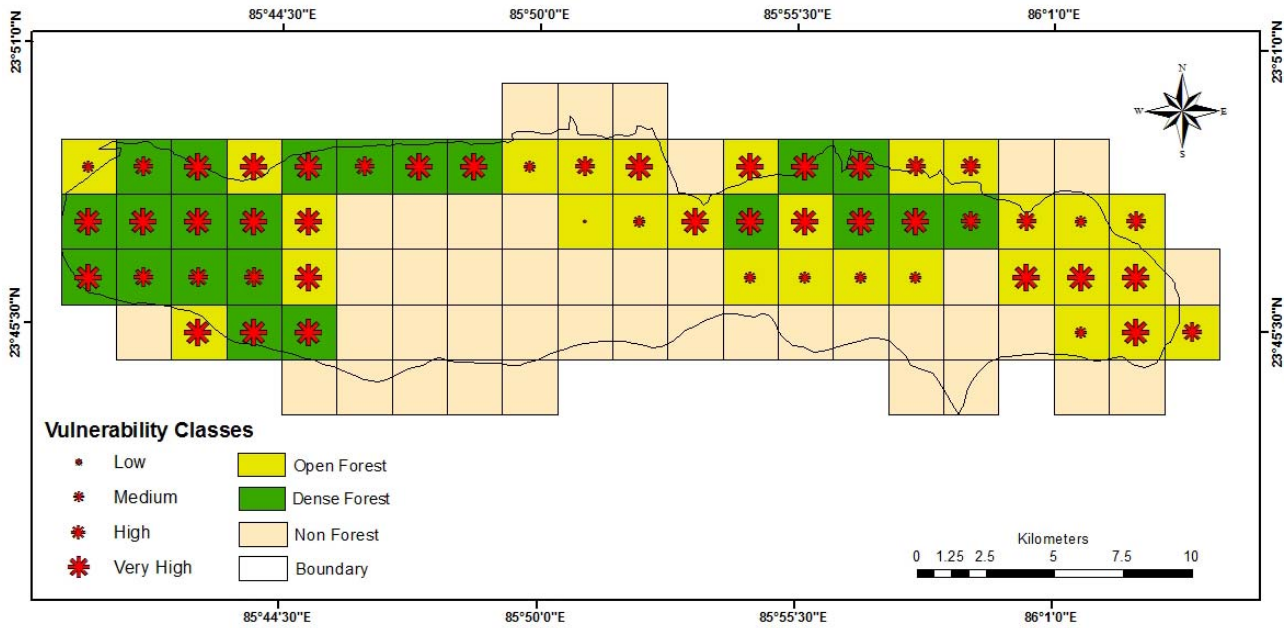 85°44'30"E 85°50'0"E 85°55'30"E 86°1'0"E
23°51'0"N 23°51'0"N
N
W E
S
23°45'30"N 23°45'30"N
Vulnerability Classes
Low Open Forest
Medium Dense Forest
High Non Forest
Very High Boundary
Kilometers
0 1.25 2.5 5 7.5 10
85°44'30"E 85°50'0"E 85°55'30"E 86°1'0"E